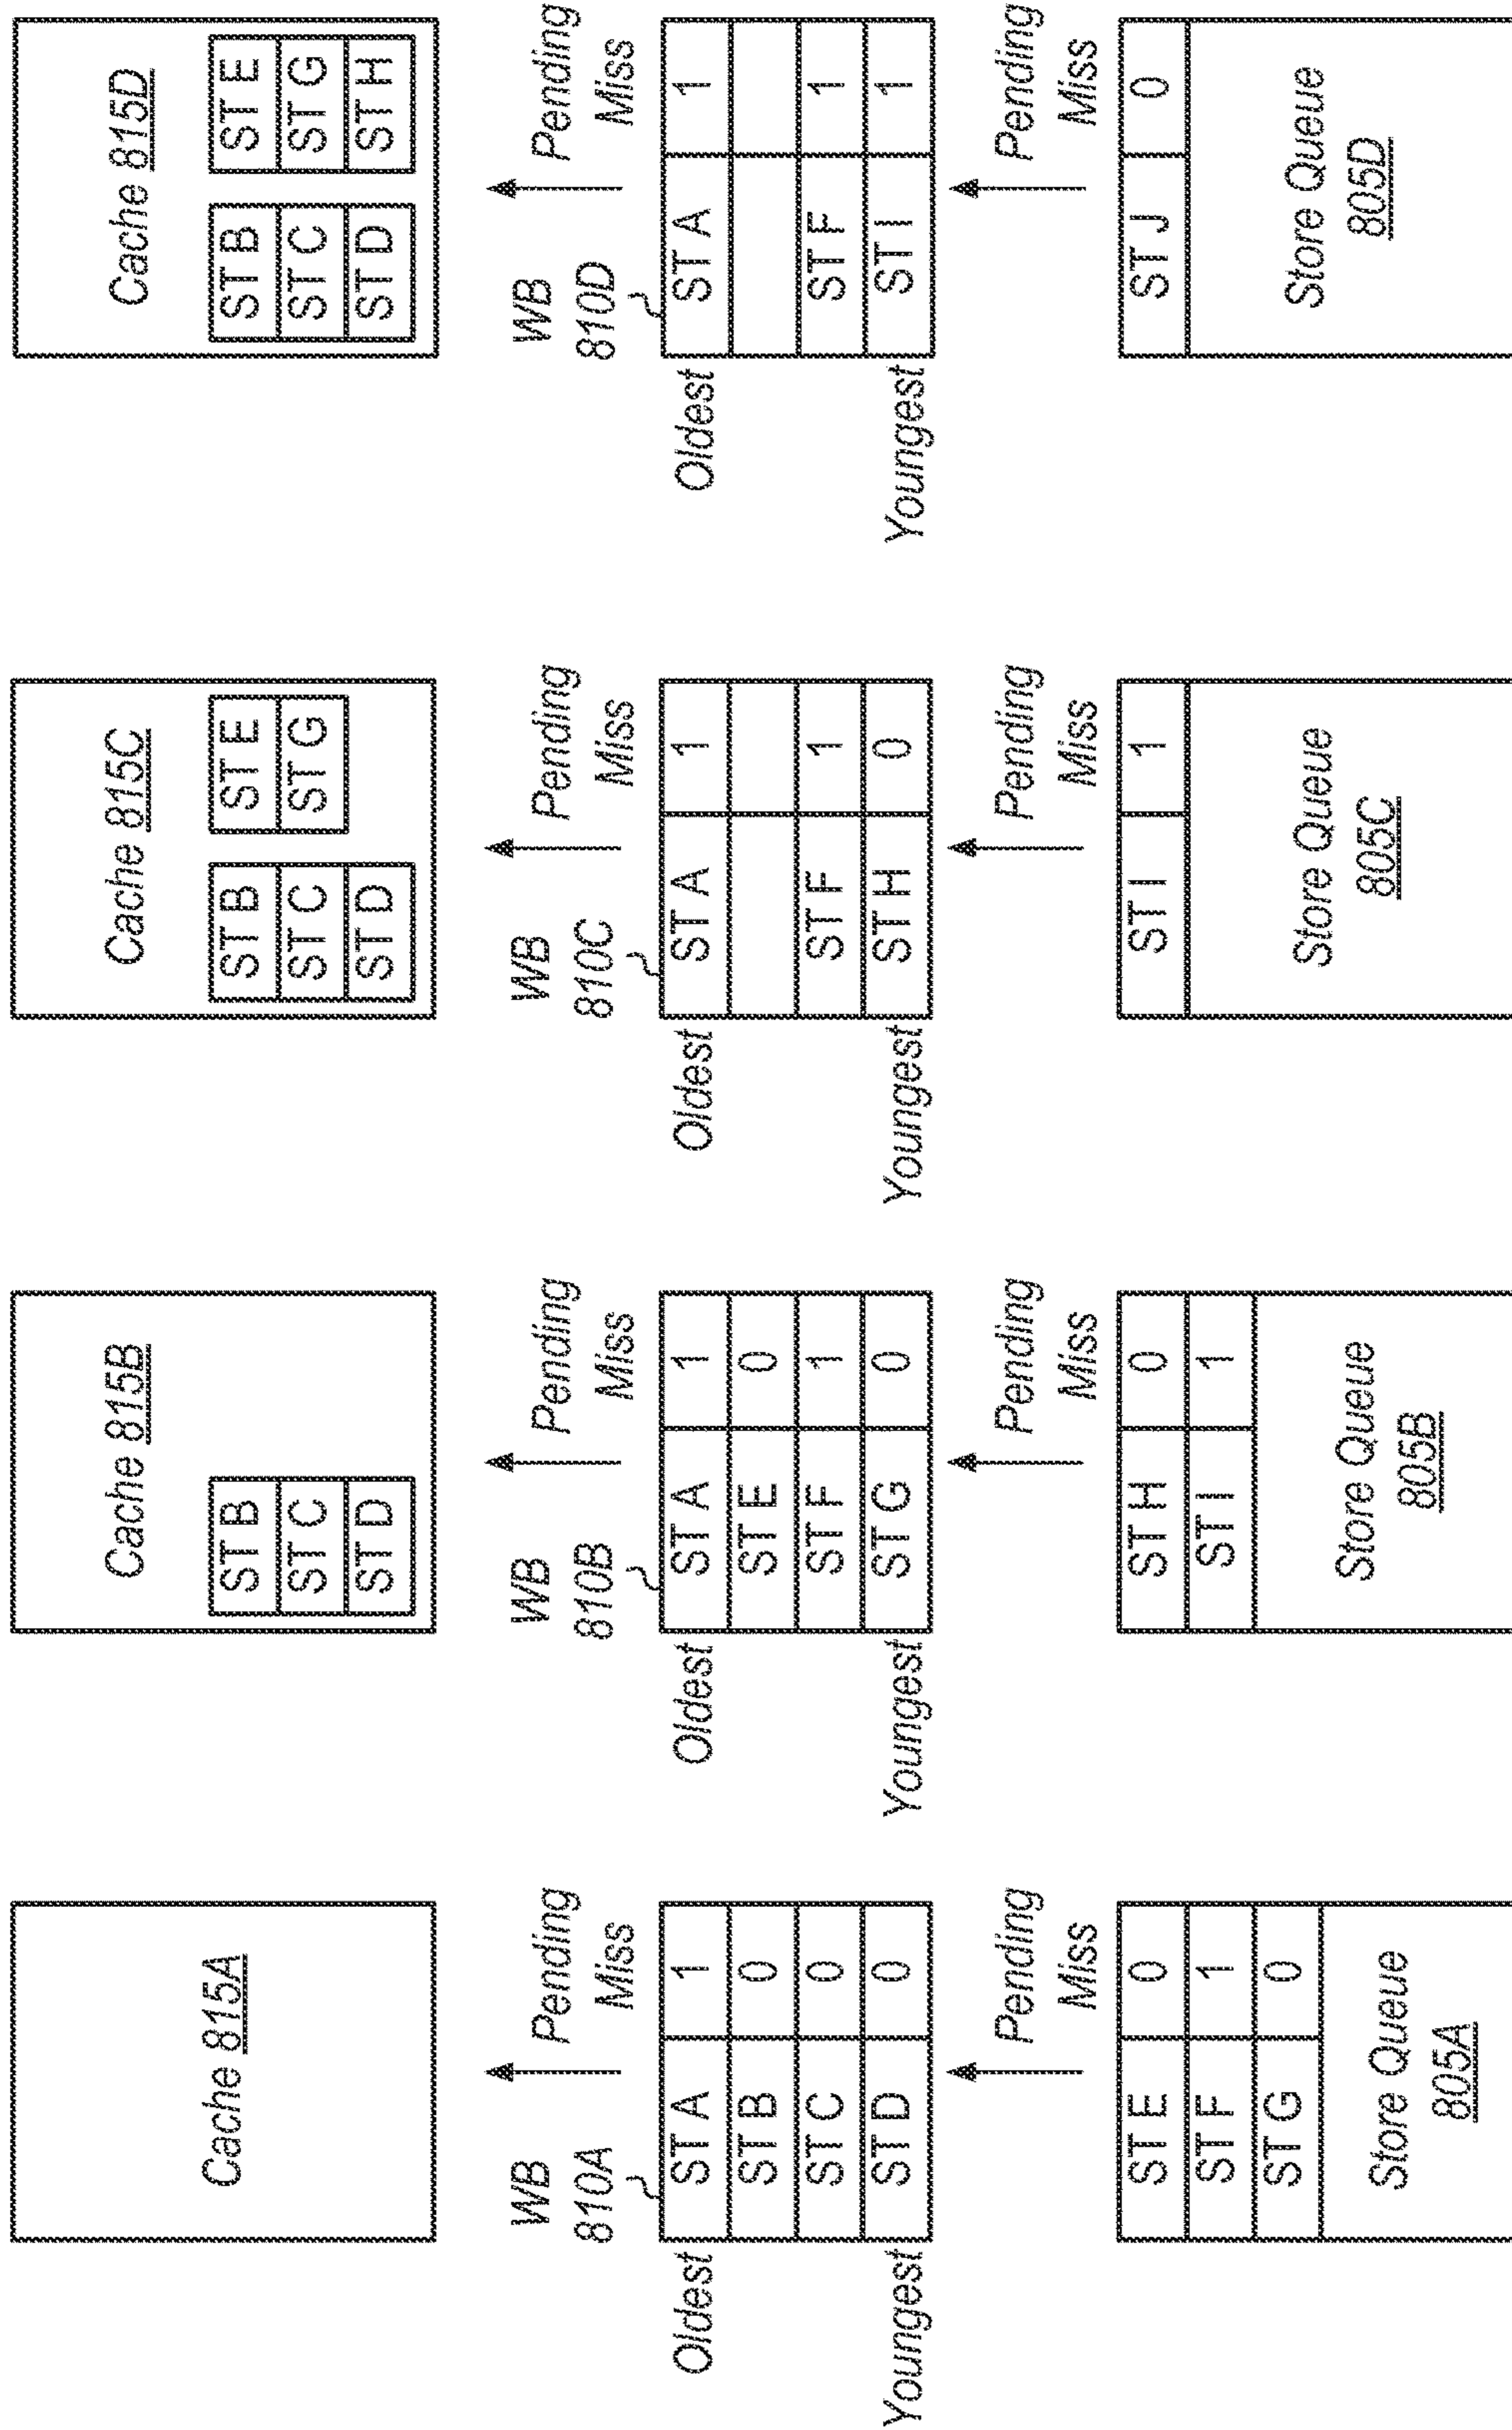 Cache 815A
WB
810A
Pending
Miss
Oldest
ST A 1
ST B 0
ST C 0
ST D 0
Youngest
Pending
Miss
ST E 0
ST F 1
ST G 0
Store Queue
805A
Cache 815B
ST B
ST C
ST D
WB
810B
Pending
Miss
Oldest
ST A 1
ST E 0
ST F 1
ST G 0
Youngest
Pending
Miss
ST H 0
ST I 1
Store Queue
805B
Cache 815C
ST B ST E
ST C ST G
ST D
WB
810C
Pending
Miss
Oldest
ST A 1
ST F 1
ST H 0
Youngest
Pending
Miss
ST I 1
Store Queue
805C
Cache 815D
ST B ST E
ST C ST G
ST D ST H
WB
810D
Pending
Miss
Oldest
ST A 1
ST F 1
ST I 1
Youngest
Pending
Miss
ST J 0
Store Queue
805D